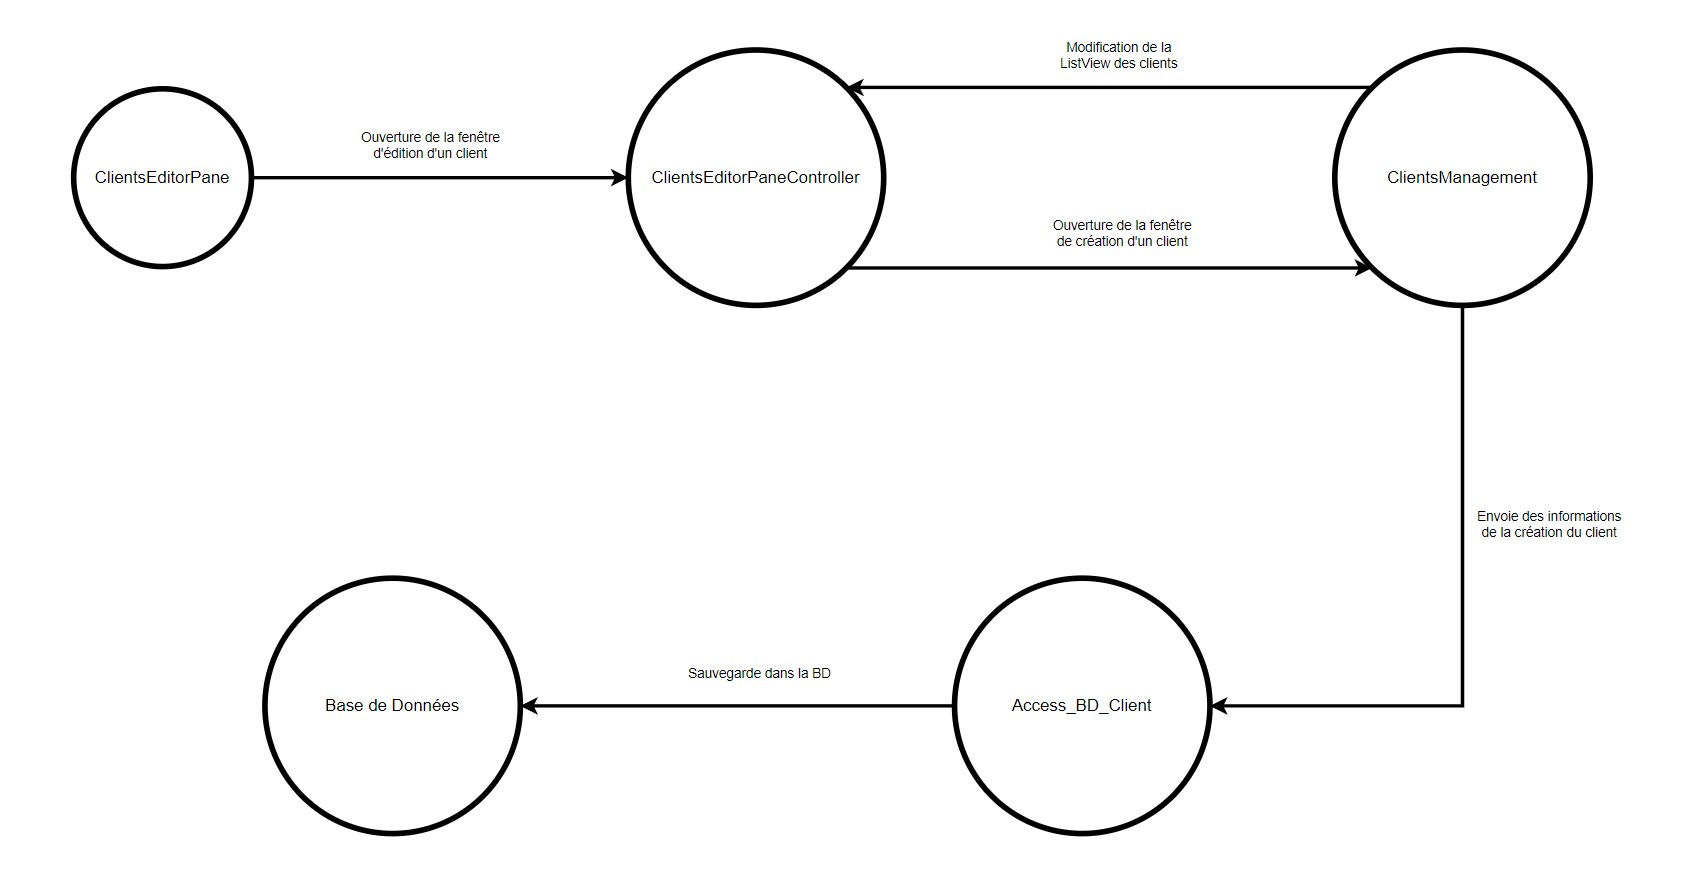 Modification de la
ListView des clients
Ouverture de la fenêtre
d'édition d'un client
ClientsEditorPane
ClientsEditorPaneController
ClientsManagement
Ouverture de la fenêtre
de création d'un client
Envoie des informations
de la création du client
Sauvegarde dans la BD
Base de Données
Access_BD_Client